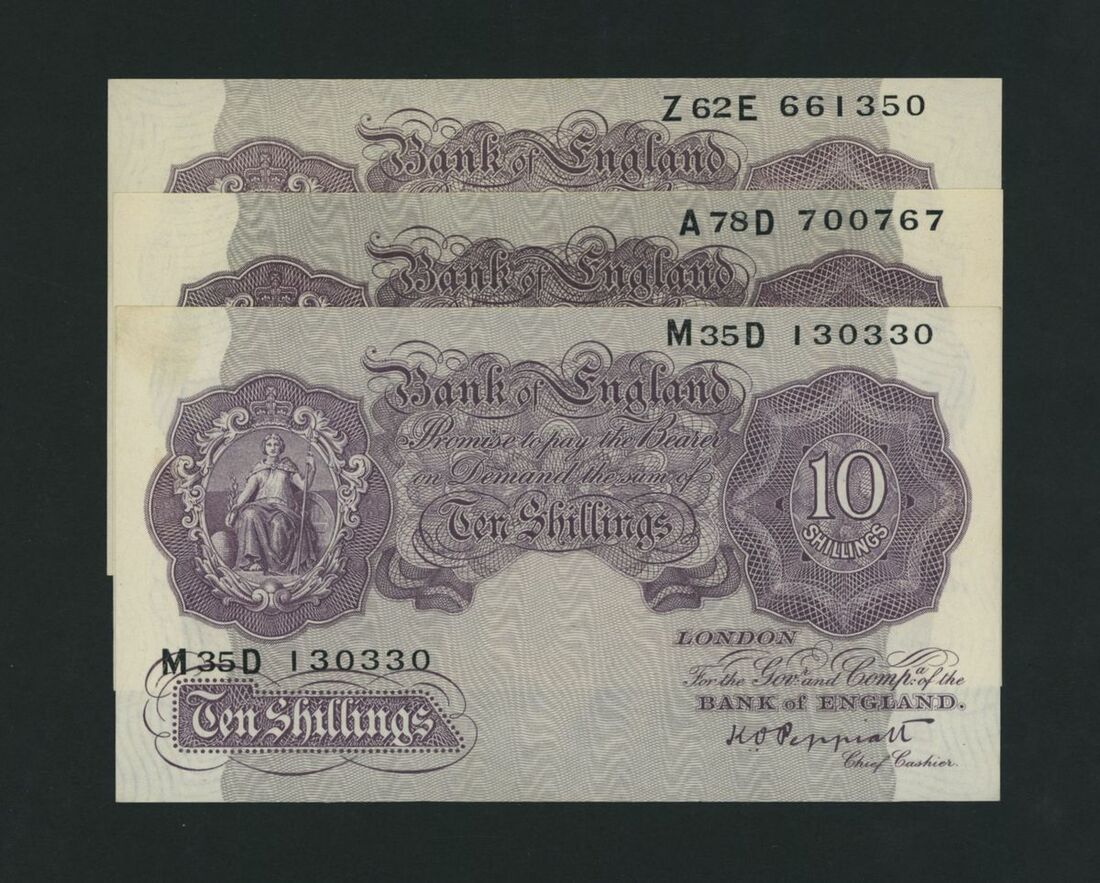 Z62E 661350
Bank of England
A78D 700767
Bank of England
M35D 130330
Bank of England
Promise to pay the Bearer
on Demand the sum of
Ten Shillings
10
SHILLINGS
LONDON
For the Govr. and Compa. of the
BANK of ENGLAND.
K O Peppiatt
Chief Cashier.
M35D 130330
Ten Shillings